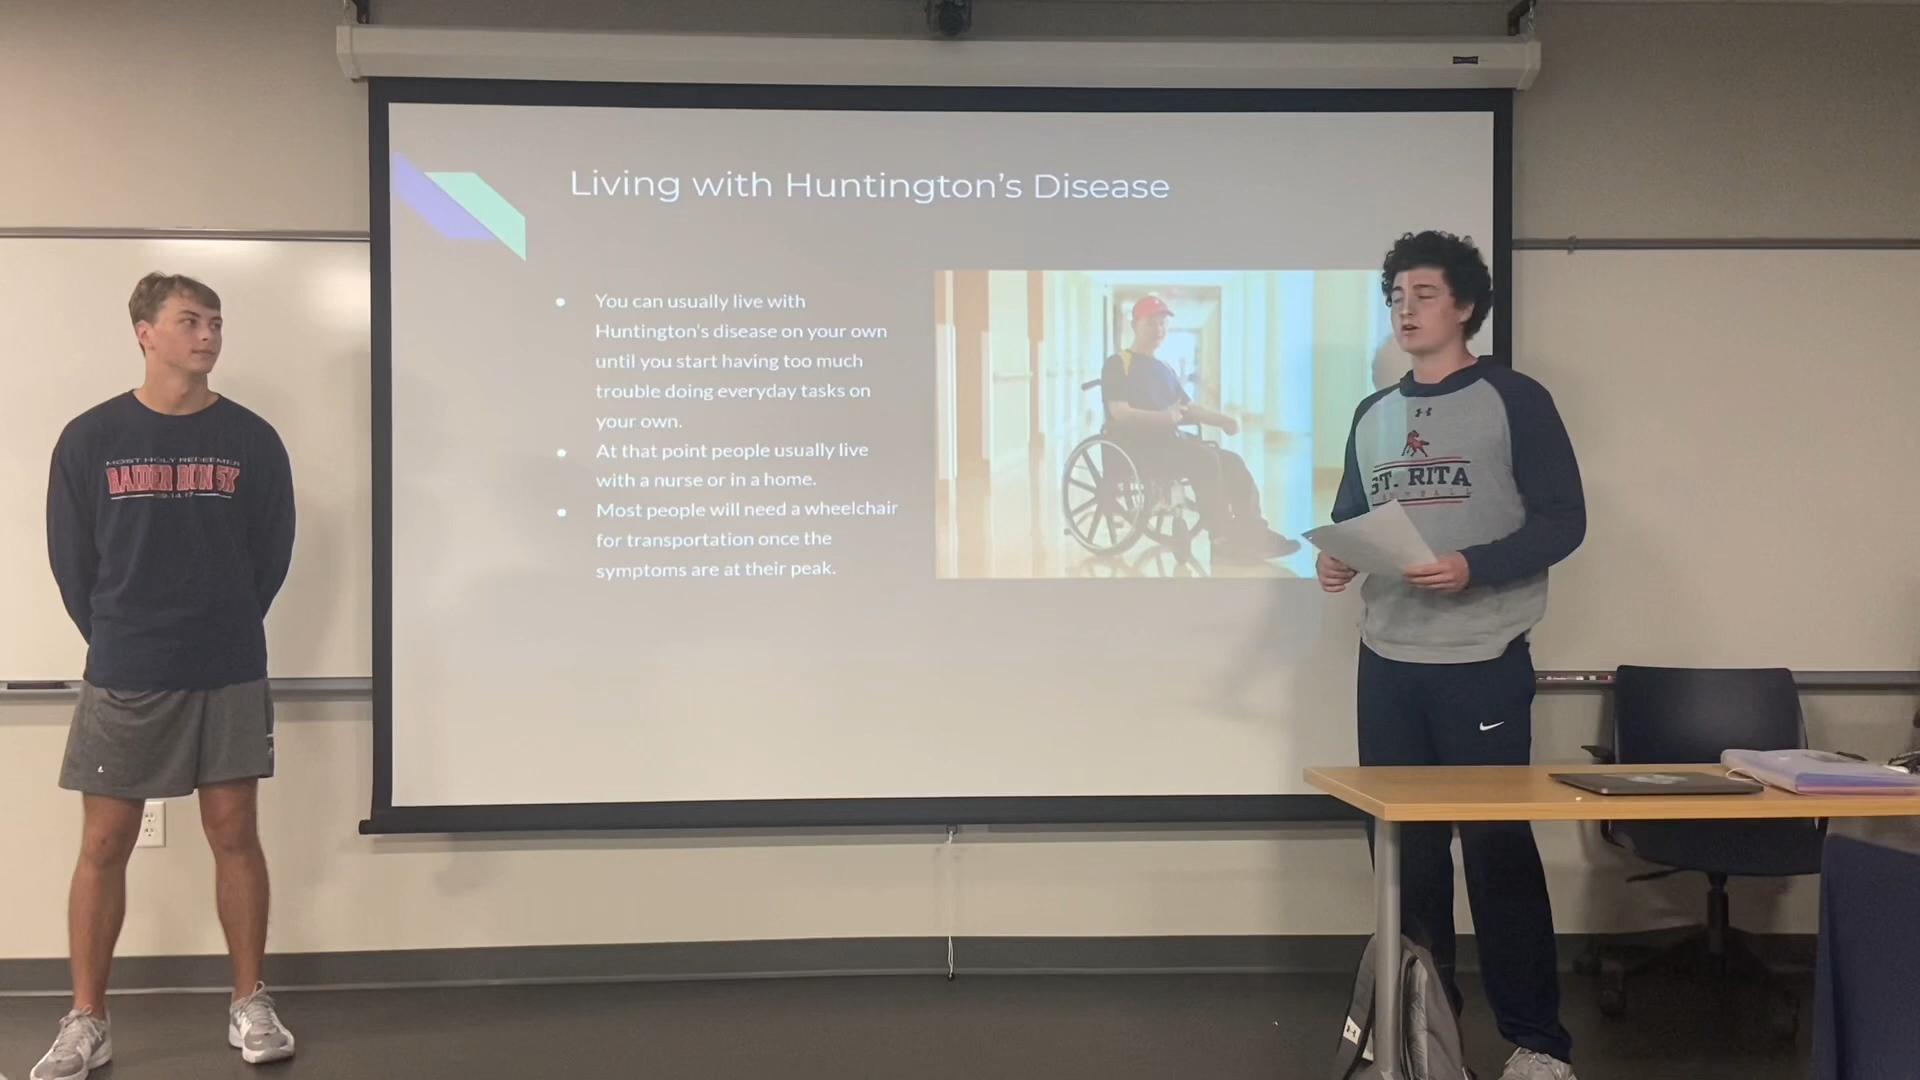 Living with Huntington's Disease
You can usually live with
Huntington's disease on your own
until you start having too much
trouble doing everyday tasks on
your own.
At that point people usually live
with a nurse or in a home.
Most people will need a wheelchair
for transportation once the
symptoms are at their peak.
MOST HOLY REDEEMER
RAIDER RUN 5K
09.14.17
ST. RITA